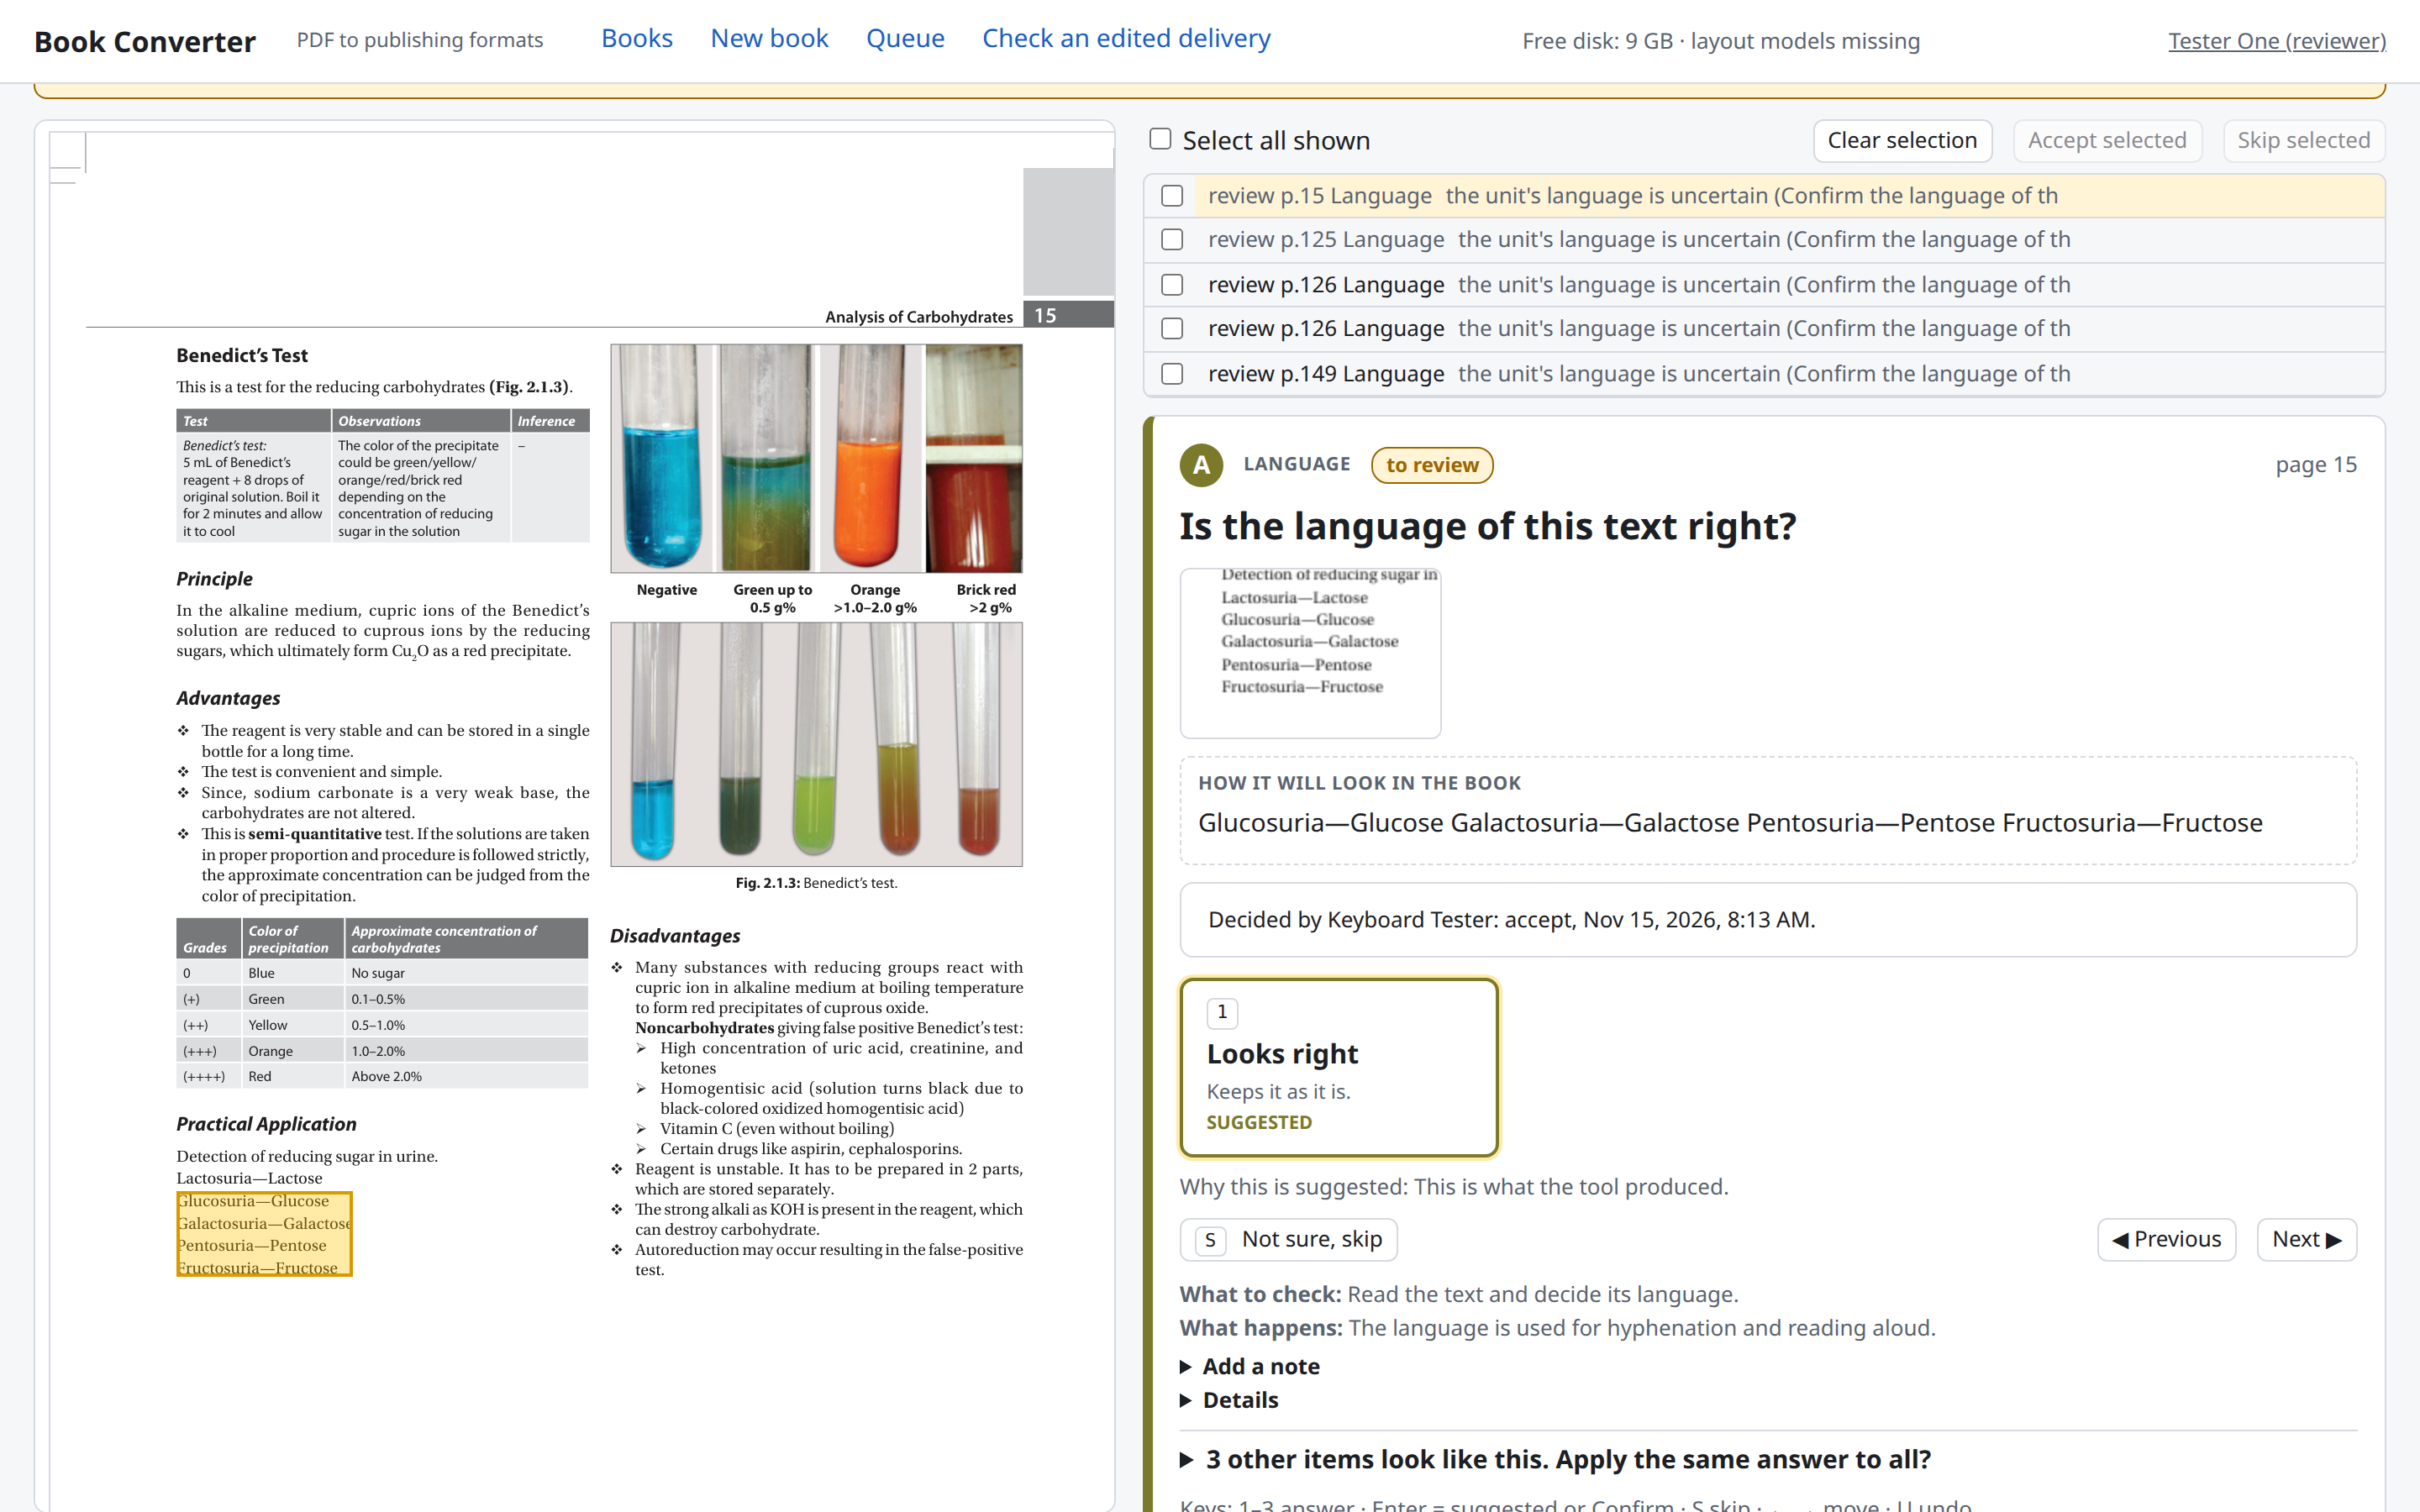 Book Converter
PDF to publishing formats
Books
New book
Queue
Check an edited delivery
Free disk: 9 GB · layout models missing
Tester One (reviewer)
Analysis of Carbohydrates 15
Benedict's Test
This is a test for the reducing carbohydrates (Fig. 2.1.3).
Test Observations Inference
Benedict's test:
5 mL of Benedict's
reagent + 8 drops of
original solution. Boil it
for 2 minutes and allow
it to cool
The color of the precipitate
could be green/yellow/
orange/red/brick red
depending on the
concentration of reducing
sugar in the solution
–
Principle
In the alkaline medium, cupric ions of the Benedict's
solution are reduced to cuprous ions by the reducing
sugars, which ultimately form Cu₂O as a red precipitate.
Advantages
❖ The reagent is very stable and can be stored in a single
bottle for a long time.
❖ The test is convenient and simple.
❖ Since, sodium carbonate is a very weak base, the
carbohydrates are not altered.
❖ This is semi-quantitative test. If the solutions are taken
in proper proportion and procedure is followed strictly,
the approximate concentration can be judged from the
color of precipitation.
Grades
Color of
precipitation
Approximate concentration of
carbohydrates
0 Blue No sugar
(+) Green 0.1–0.5%
(++) Yellow 0.5–1.0%
(+++) Orange 1.0–2.0%
(++++) Red Above 2.0%
Practical Application
Detection of reducing sugar in urine.
Lactosuria—Lactose
Glucosuria—Glucose
Galactosuria—Galactose
Pentosuria—Pentose
Fructosuria—Fructose
Negative
Green up to
0.5 g%
Orange
>1.0–2.0 g%
Brick red
>2 g%
Fig. 2.1.3: Benedict's test.
Disadvantages
❖ Many substances with reducing groups react with
cupric ion in alkaline medium at boiling temperature
to form red precipitates of cuprous oxide.
Noncarbohydrates giving false positive Benedict's test:
➢ High concentration of uric acid, creatinine, and
ketones
➢ Homogentisic acid (solution turns black due to
black-colored oxidized homogentisic acid)
➢ Vitamin C (even without boiling)
➢ Certain drugs like aspirin, cephalosporins.
❖ Reagent is unstable. It has to be prepared in 2 parts,
which are stored separately.
❖ The strong alkali as KOH is present in the reagent, which
can destroy carbohydrate.
❖ Autoreduction may occur resulting in the false-positive
test.
Select all shown
Clear selection
Accept selected
Skip selected
review p.15 Language the unit's language is uncertain (Confirm the language of th
review p.125 Language the unit's language is uncertain (Confirm the language of th
review p.126 Language the unit's language is uncertain (Confirm the language of th
review p.126 Language the unit's language is uncertain (Confirm the language of th
review p.149 Language the unit's language is uncertain (Confirm the language of th
A LANGUAGE to review page 15
Is the language of this text right?
Detection of reducing sugar in
Lactosuria—Lactose
Glucosuria—Glucose
Galactosuria—Galactose
Pentosuria—Pentose
Fructosuria—Fructose
HOW IT WILL LOOK IN THE BOOK
Glucosuria—Glucose Galactosuria—Galactose Pentosuria—Pentose Fructosuria—Fructose
Decided by Keyboard Tester: accept, Nov 15, 2026, 8:13 AM.
1
Looks right
Keeps it as it is.
SUGGESTED
Why this is suggested: This is what the tool produced.
S Not sure, skip
◀ Previous
Next ▶
What to check: Read the text and decide its language.
What happens: The language is used for hyphenation and reading aloud.
▶ Add a note
▶ Details
▶ 3 other items look like this. Apply the same answer to all?
Keys: 1–3 answer · Enter = suggested or Confirm · S skip · move · U undo